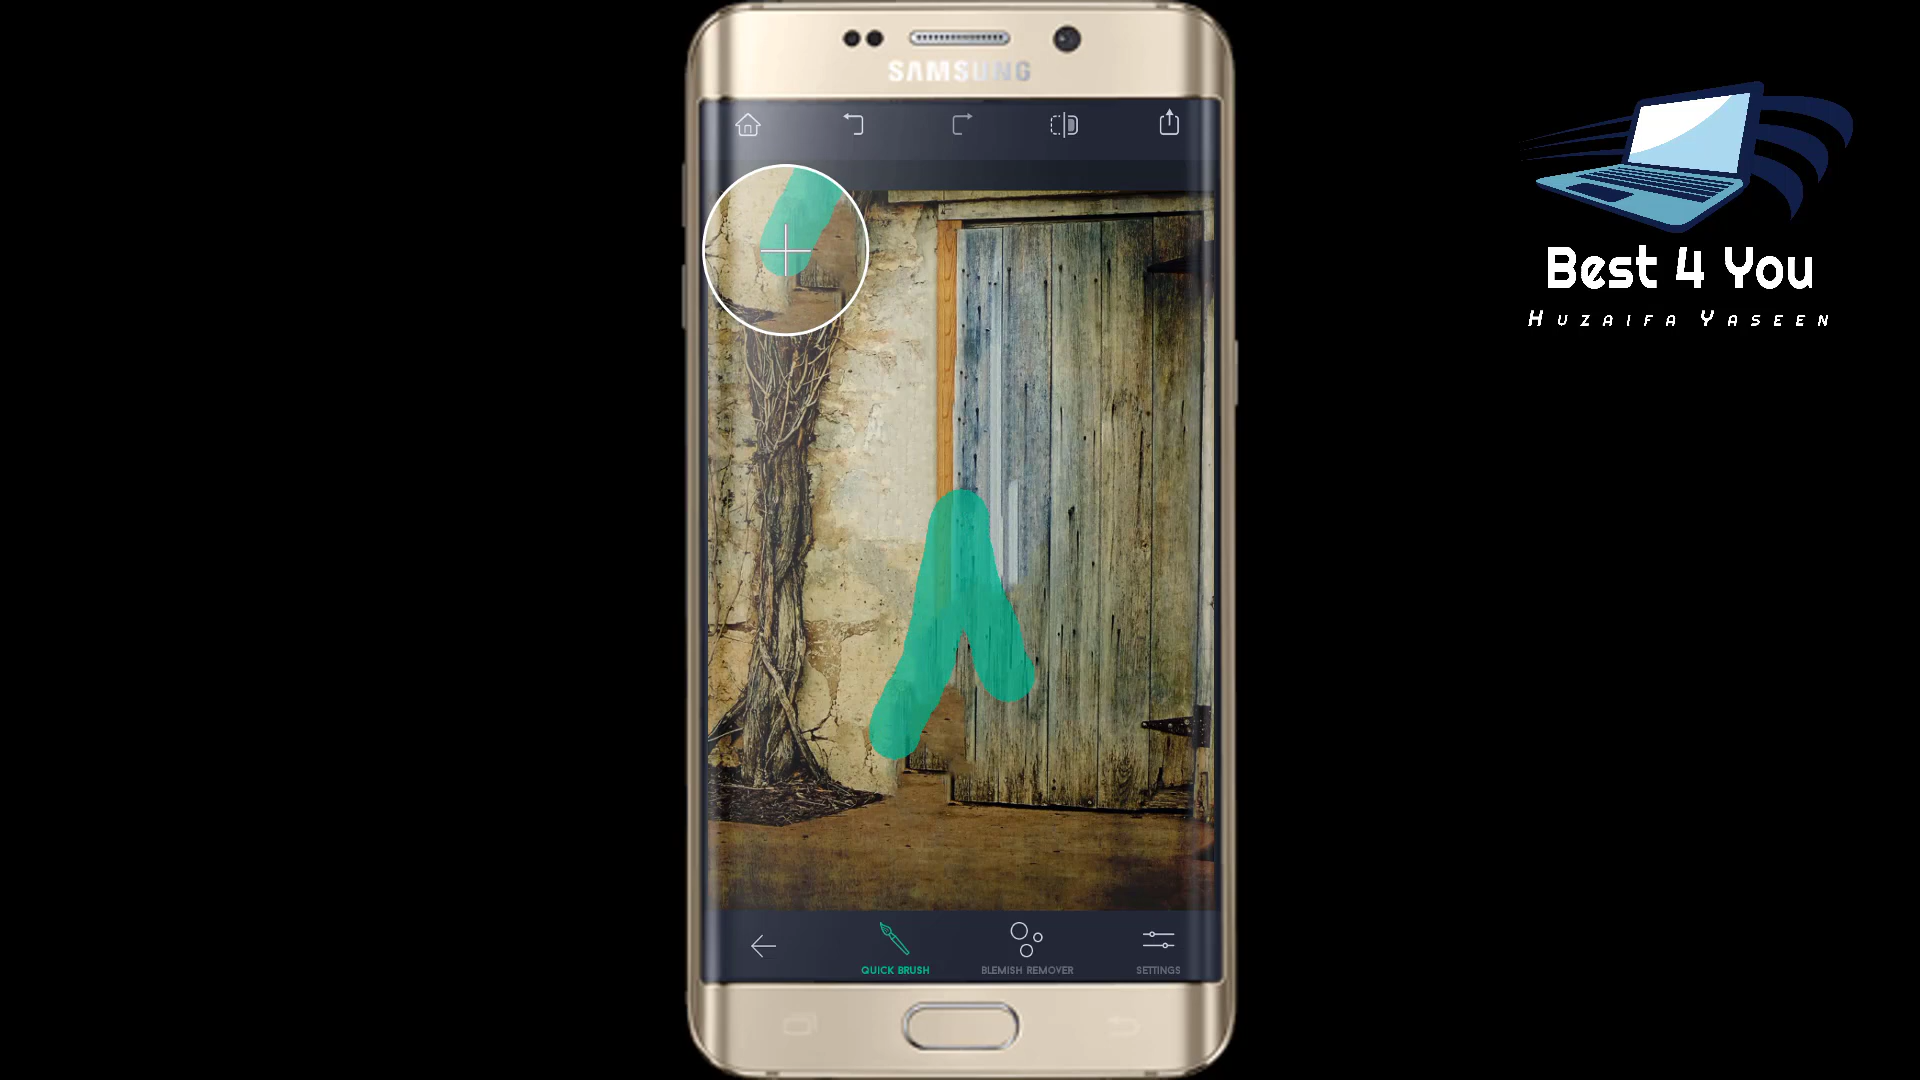 SAMSUNG
Best 4 You
Huzaifa Yaseen
QUICK BRUSH
BLEMISH REMOVER
SETTINGS